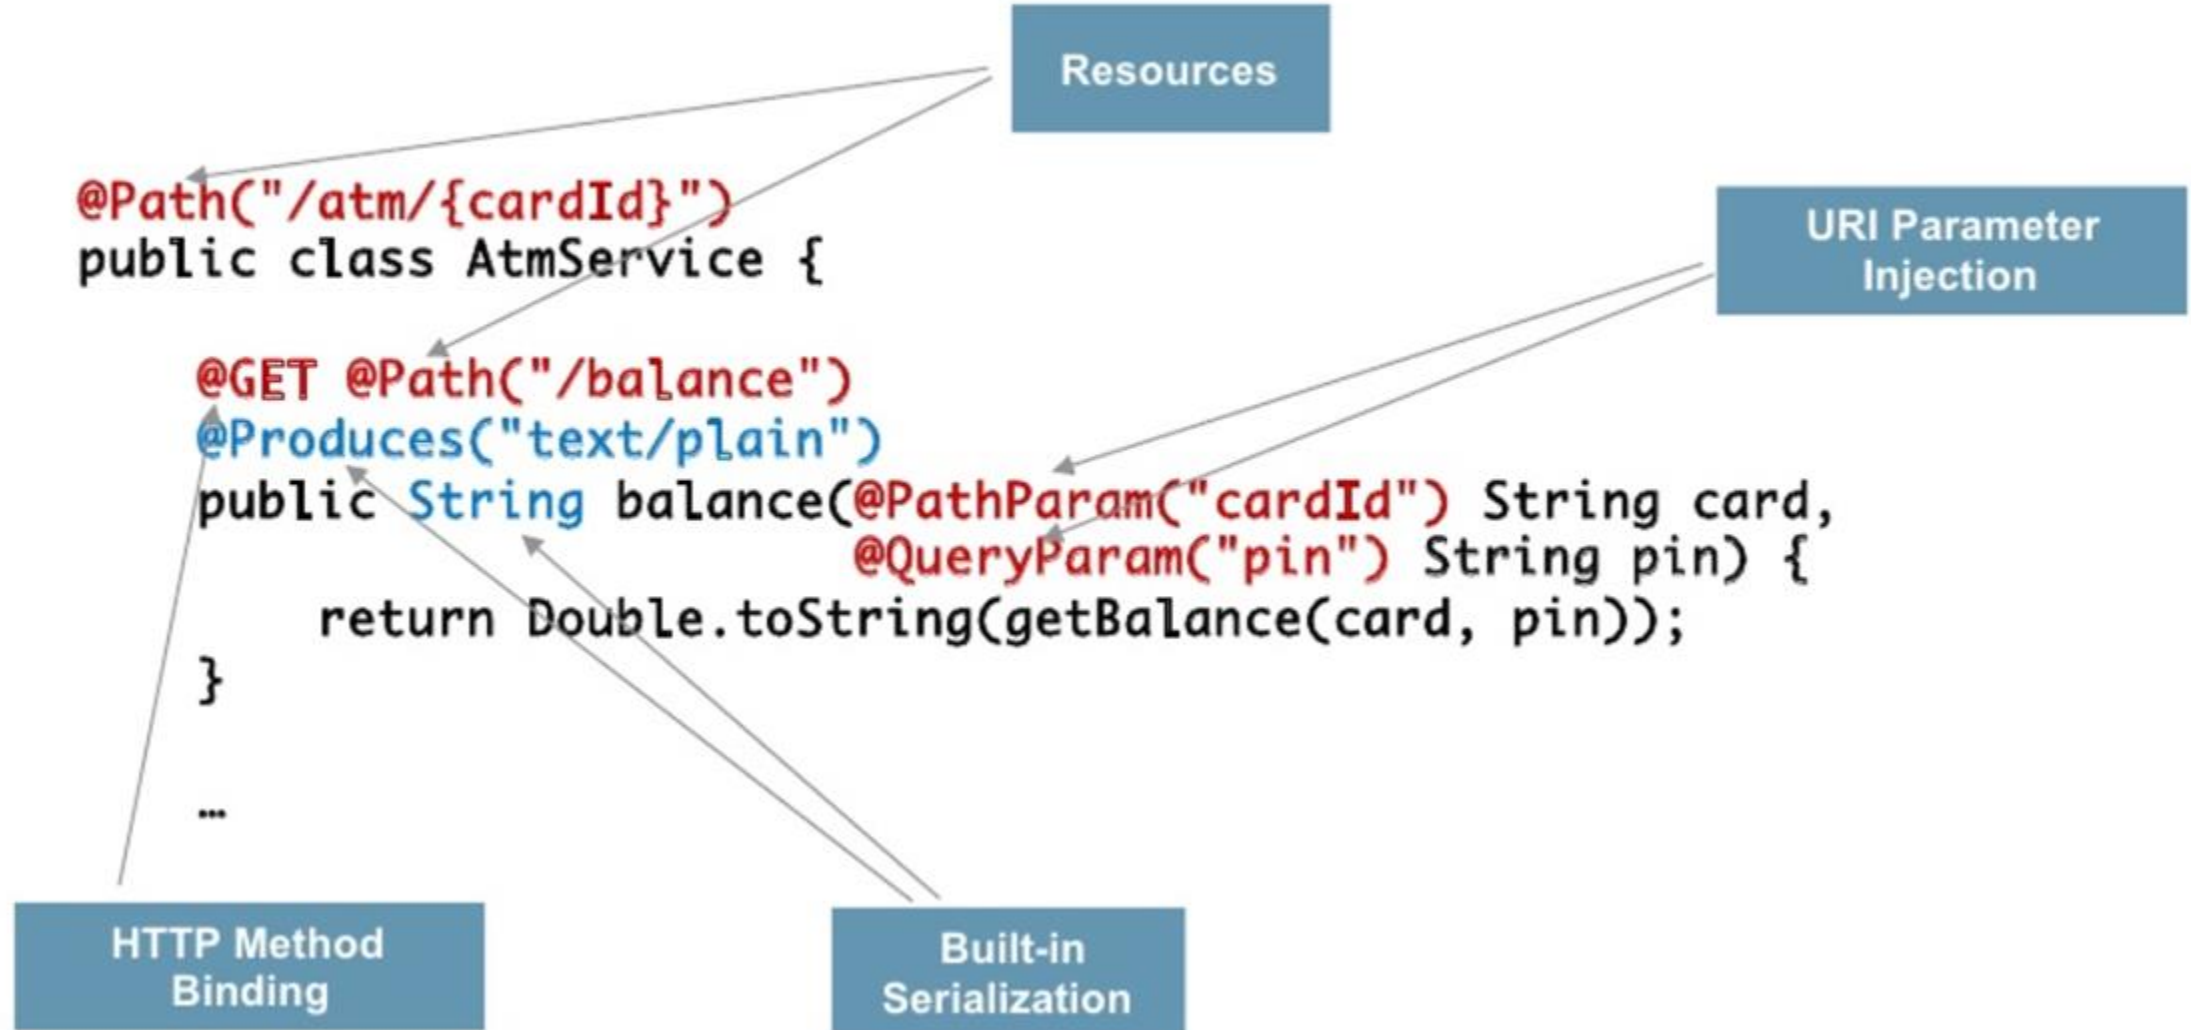 Resources
@Path("/atm/{cardId}")
public class AtmService {
URI Parameter
Injection
@GET @Path("/balance")
@Produces("text/plain")
public String balance(@PathParam("cardId") String card,
@QueryParam("pin") String pin) {
return Double.toString(getBalance(card, pin));
}
…
HTTP Method
Binding
Built-in
Serialization